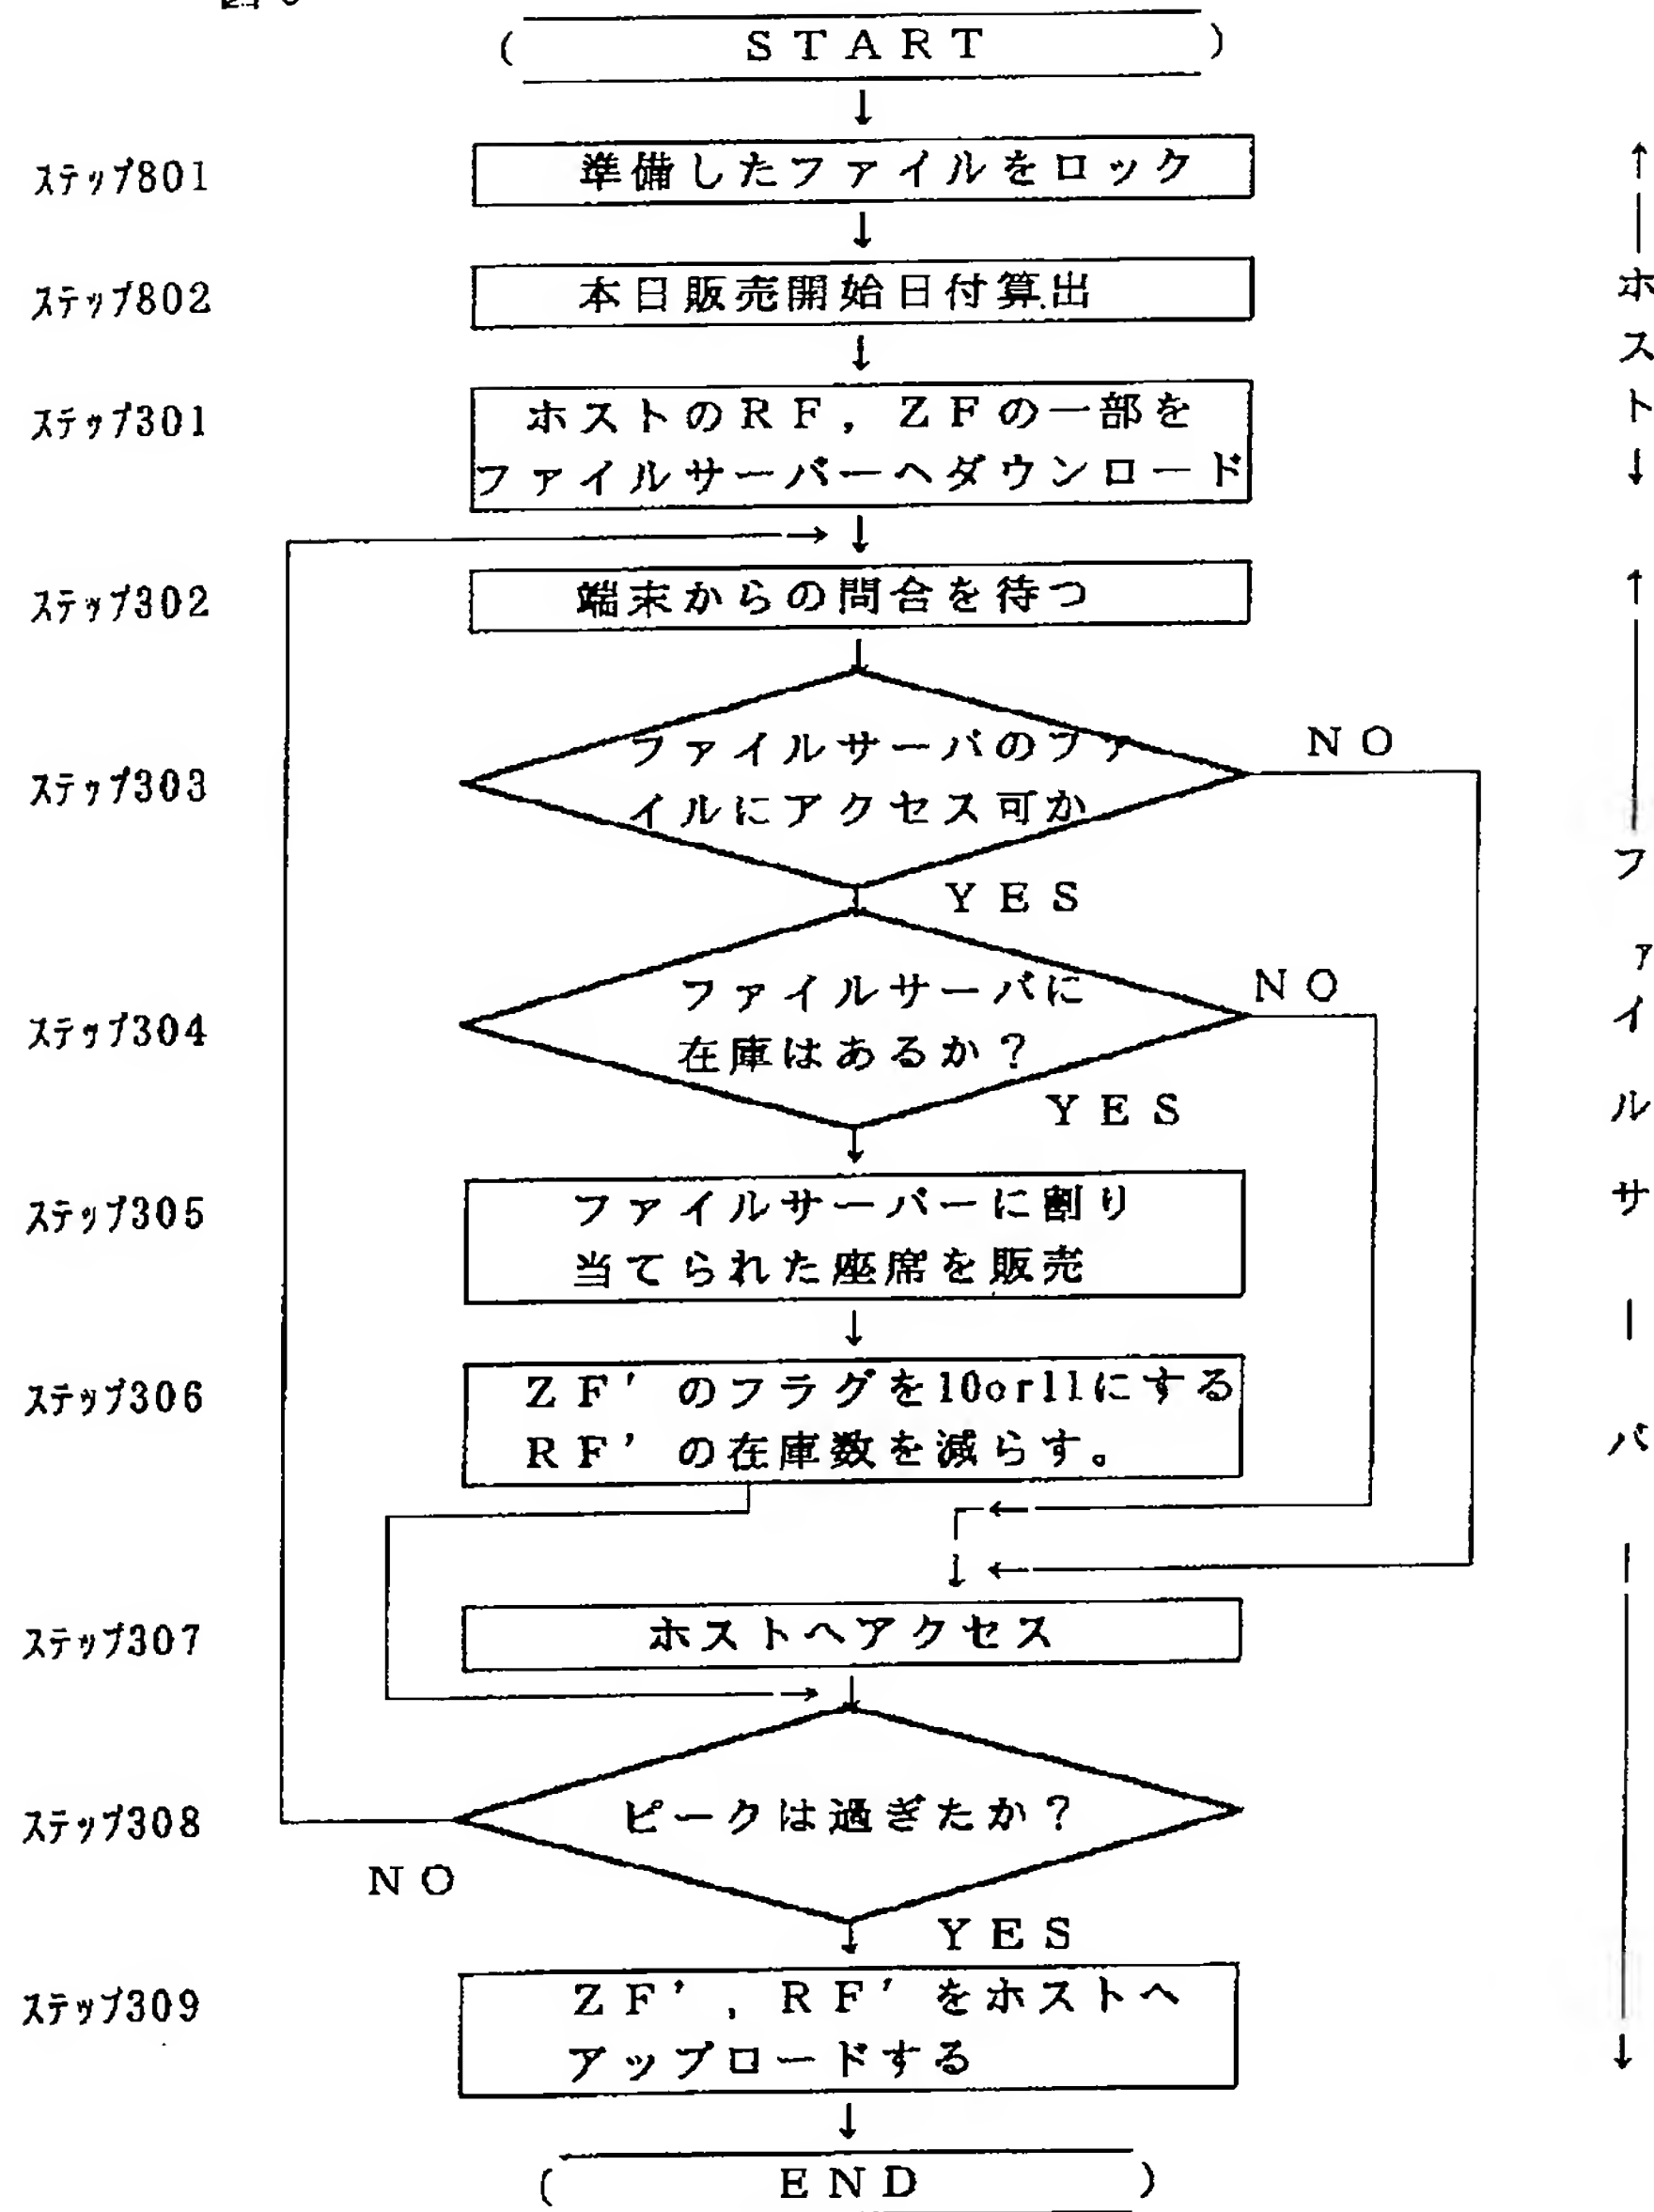 ( START )
ステップ801
準備したファイルをロック
ステップ802
本日販売開始日付算出
ステップ301
ホストのRF,ZFの一部を
ファイルサーバーへダウンロード
ホスト
ステップ302
端末からの問合を待つ
ステップ303
ファイルサーバのファ
イルにアクセス可か
NO
YES
ステップ304
ファイルサーバに
在庫はあるか?
NO
YES
ステップ305
ファイルサーバーに割り
当てられた座席を販売
ステップ306
ZF'のフラグを10or11にする
RF'の在庫数を減らす。
ステップ307
ホストへアクセス
ステップ308
ピークは過ぎたか?
NO
YES
ステップ309
ZF',RF'をホストへ
アップロードする
ファイルサーバ
( END )